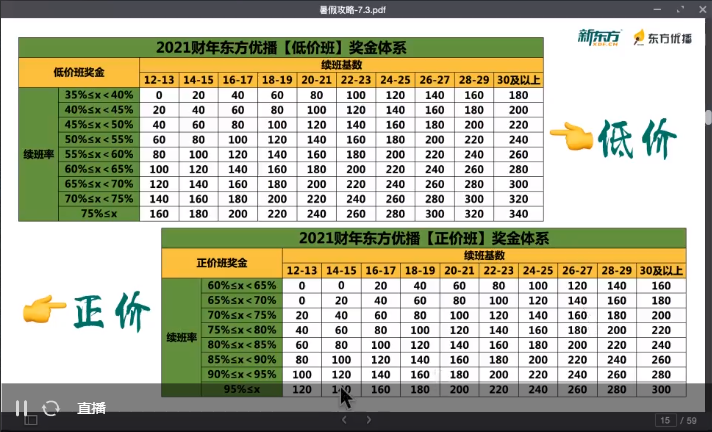 暑假攻略-7.3.pdf
新东方 XDF.CN 东方优播
2021财年东方优播【低价班】奖金体系
低价班奖金 续班基数
12-13 14-15 16-17 18-19 20-21 22-23 24-25 26-27 28-29 30及以上
续班率
35%≤x<40% 0 20 40 60 80 100 120 140 160 180
40%≤x<45% 20 40 60 80 100 120 140 160 180 200
45%≤x<50% 40 60 80 100 120 140 160 180 200 220
50%≤x<55% 60 80 100 120 140 160 180 200 220 240
55%≤x<60% 80 100 120 140 160 180 200 220 240 260
60%≤x<65% 100 120 140 160 180 200 220 240 260 280
65%≤x<70% 120 140 160 180 200 220 240 260 280 300
70%≤x<75% 140 160 180 200 220 240 260 280 300 320
75%≤x 160 180 200 220 240 260 280 300 320 340
低价
2021财年东方优播【正价班】奖金体系
正价班奖金 续班基数
12-13 14-15 16-17 18-19 20-21 22-23 24-25 26-27 28-29 30及以上
续班率
60%≤x<65% 0 0 20 40 60 80 100 120 140 160
65%≤x<70% 0 20 40 60 80 100 120 140 160 180
70%≤x<75% 20 40 60 80 100 120 140 160 180 200
75%≤x<80% 40 60 80 100 120 140 160 180 200 220
80%≤x<85% 60 80 100 120 140 160 180 200 220 240
85%≤x<90% 80 100 120 140 160 180 200 220 240 260
90%≤x<95% 100 120 140 160 180 200 220 240 260 280
95%≤x 120 140 160 180 200 220 240 260 280 300
正价
直播
15 / 59